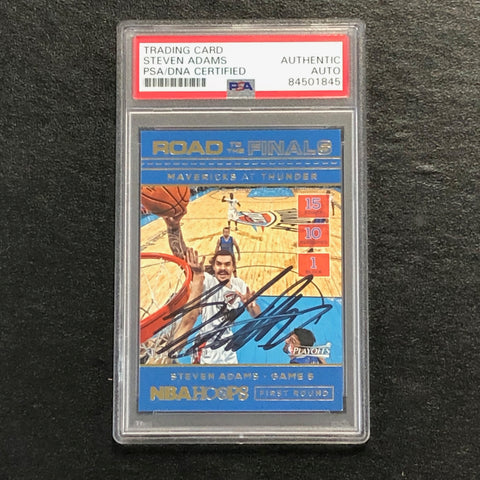 TRADING CARD
STEVEN ADAMS AUTHENTIC
PSA/DNA CERTIFIED AUTO
PSA 84501845
ROAD TO THE FINALS
MAVERICKS AT THUNDER
15
10
1
PLAYOFFS
STEVEN ADAMS - GAME 5
NBA HOOPS FIRST ROUND